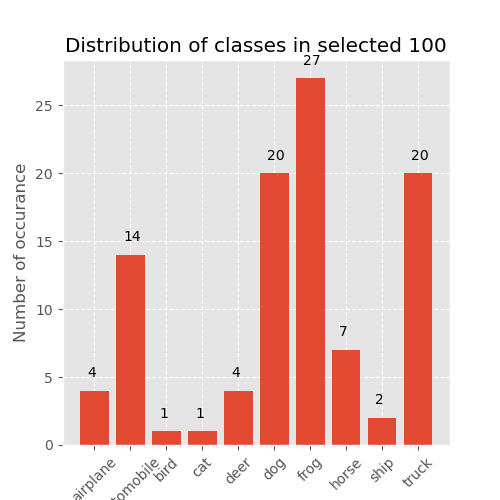 Distribution of classes in selected 100
27
25
20
20
20
15
14
10
7
5
4
4
2
1
1
0
Number of occurance
airplane
tomobile
bird
cat
deer
dog
frog
horse
ship
truck